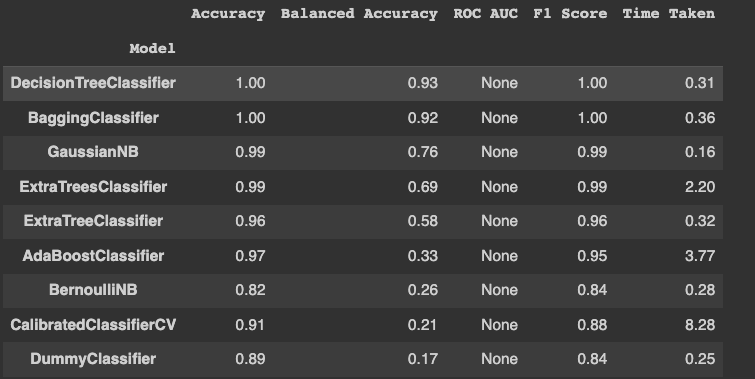 Accuracy Balanced Accuracy ROC AUC F1 Score Time Taken
Model
DecisionTreeClassifier 1.00 0.93 None 1.00 0.31
BaggingClassifier 1.00 0.92 None 1.00 0.36
GaussianNB 0.99 0.76 None 0.99 0.16
ExtraTreesClassifier 0.99 0.69 None 0.99 2.20
ExtraTreeClassifier 0.96 0.58 None 0.96 0.32
AdaBoostClassifier 0.97 0.33 None 0.95 3.77
BernoulliNB 0.82 0.26 None 0.84 0.28
CalibratedClassifierCV 0.91 0.21 None 0.88 8.28
DummyClassifier 0.89 0.17 None 0.84 0.25